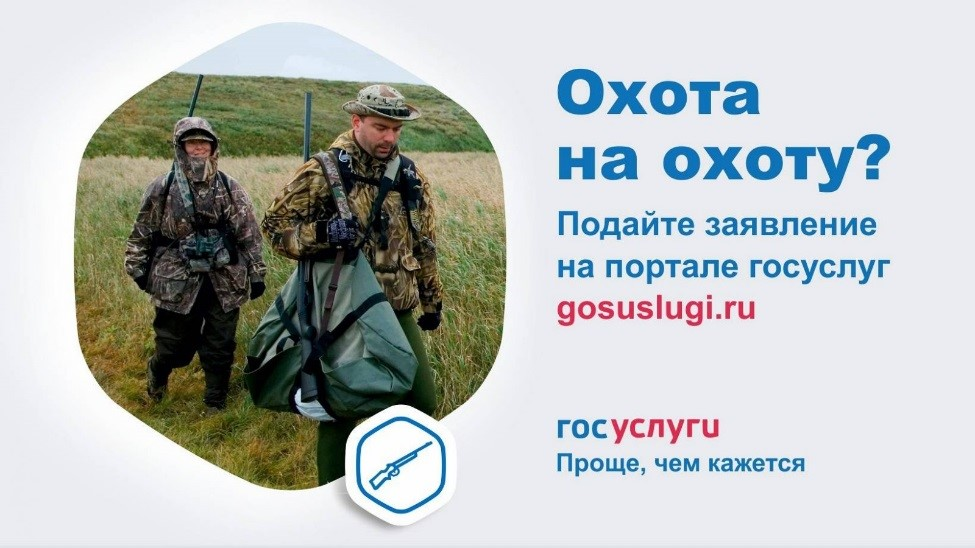 Охота
на охоту?
Подайте заявление
на портале госуслуг
gosuslugi.ru
госуслуги
Проще, чем кажется